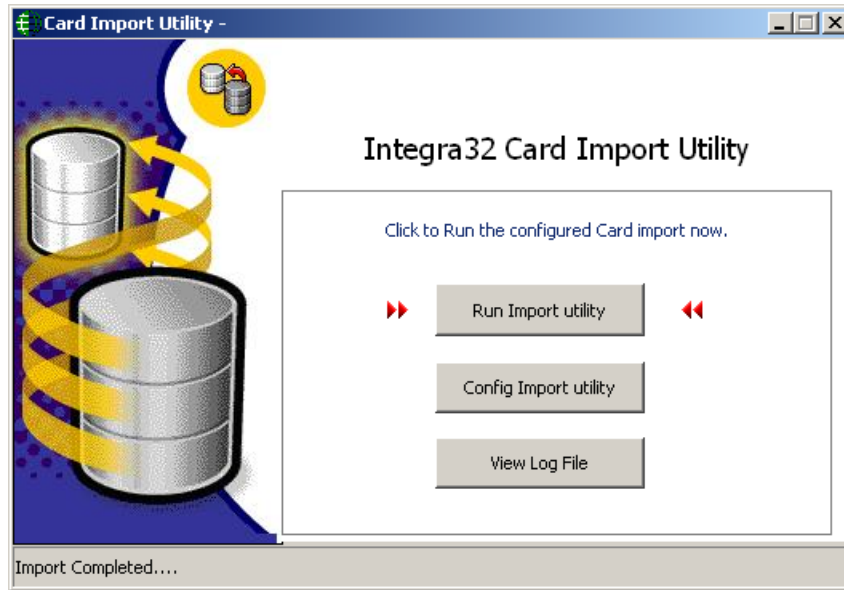 Card Import Utility -
Integra32 Card Import Utility
Click to Run the configured Card import now.
Run Import utility
Config Import utility
View Log File
Import Completed....